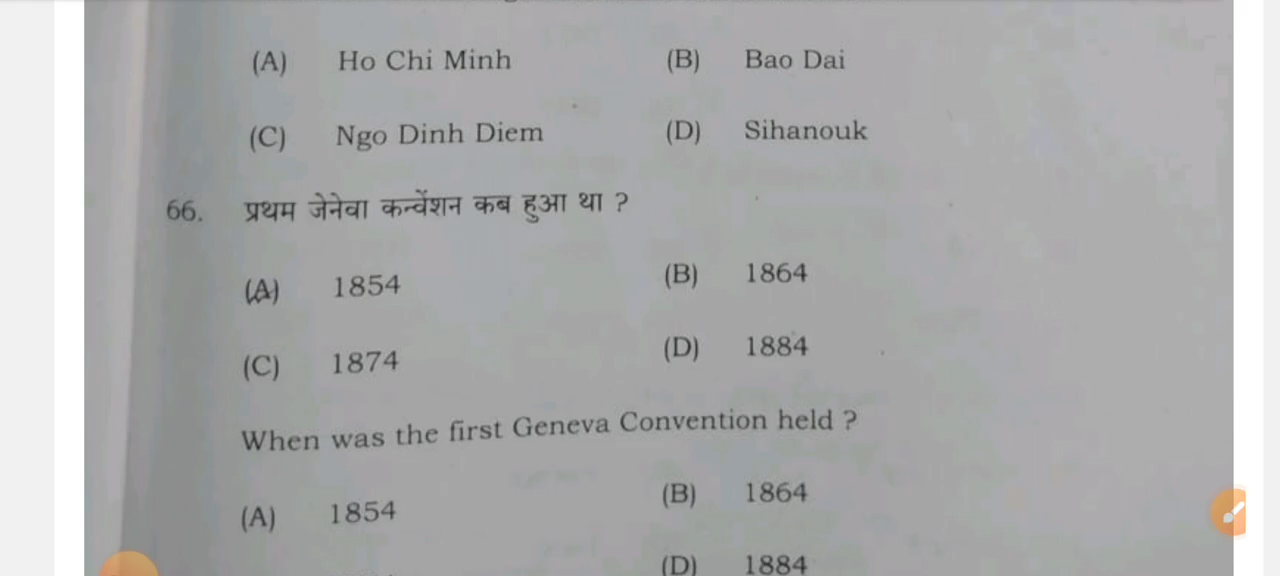 (A) Ho Chi Minh (B) Bao Dai
(C) Ngo Dinh Diem (D) Sihanouk
66. प्रथम जेनेवा कन्वेंशन कब हुआ था ?
(A) 1854 (B) 1864
(C) 1874 (D) 1884
When was the first Geneva Convention held ?
(A) 1854 (B) 1864
(D) 1884